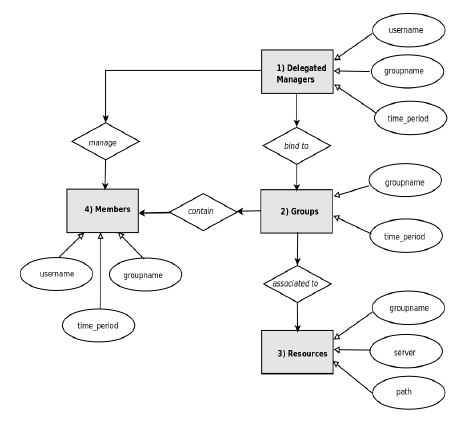 username
1) Delegated
Managers
groupname
time_period
manage
bind to
groupname
4) Members
contain
2) Groups
time_period
username
groupname
associated to
time_period
groupname
3) Resources
server
path